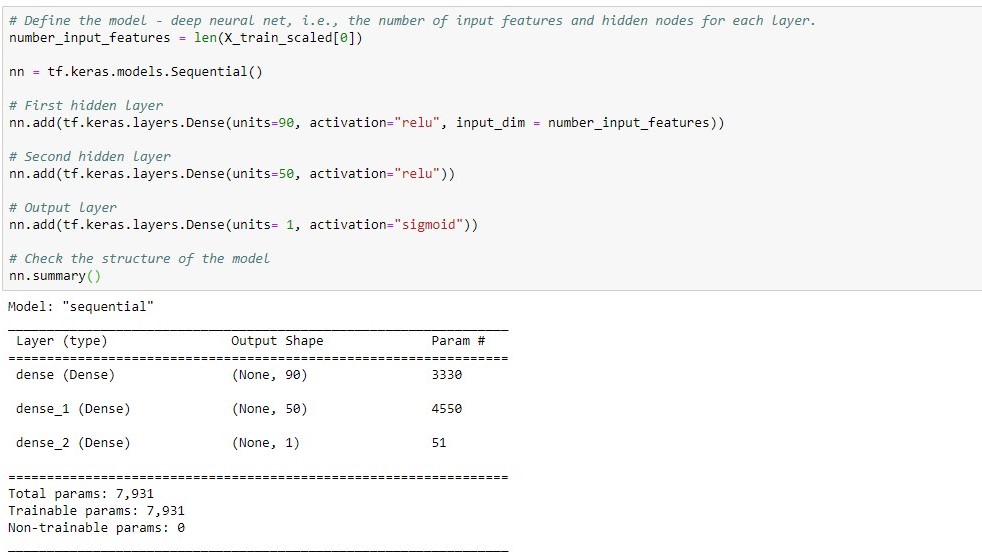 # Define the model - deep neural net, i.e., the number of input features and hidden nodes for each layer.
number_input_features = len(X_train_scaled[0])
nn = tf.keras.models.Sequential()
# First hidden layer
nn.add(tf.keras.layers.Dense(units=90, activation="relu", input_dim = number_input_features))
# Second hidden layer
nn.add(tf.keras.layers.Dense(units=50, activation="relu"))
# Output layer
nn.add(tf.keras.layers.Dense(units= 1, activation="sigmoid"))
# Check the structure of the model
nn.summary()
Model: "sequential"
Layer (type) Output Shape Param #
dense (Dense) (None, 90) 3330
dense_1 (Dense) (None, 50) 4550
dense_2 (Dense) (None, 1) 51
Total params: 7,931
Trainable params: 7,931
Non-trainable params: 0